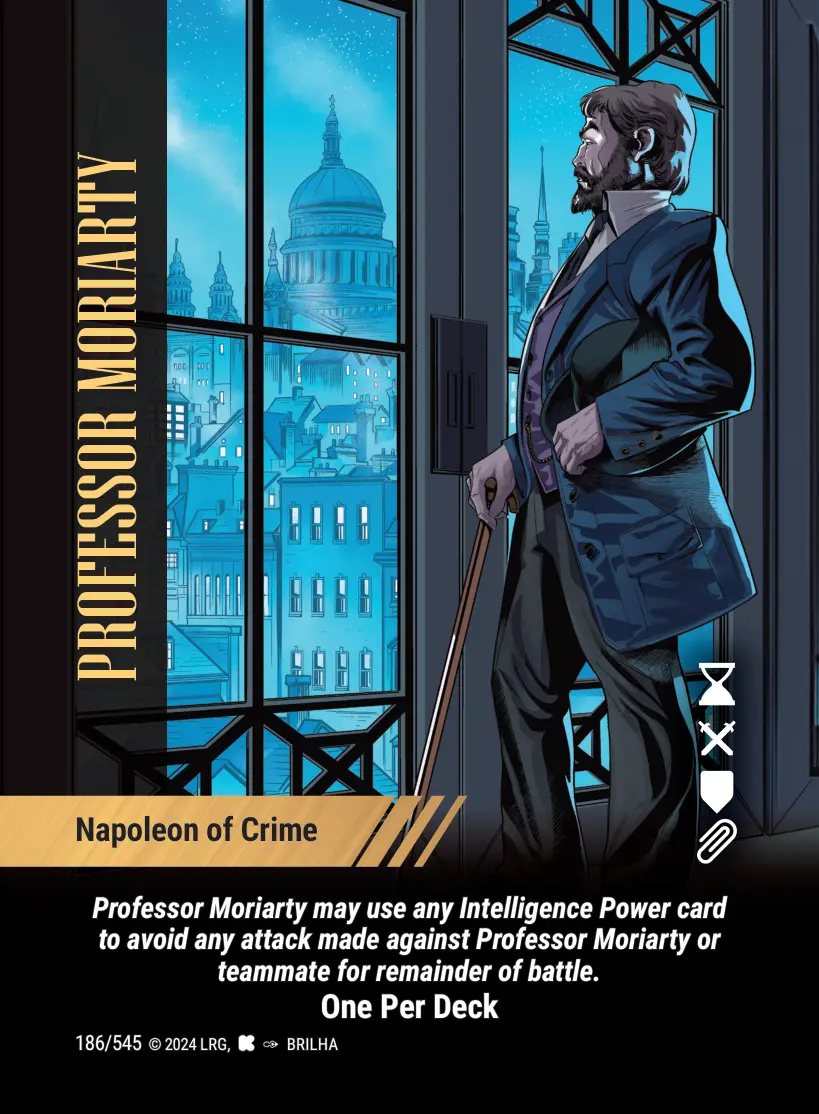 PROFESSOR MORIARTY
Napoleon of Crime
Professor Moriarty may use any Intelligence Power card
to avoid any attack made against Professor Moriarty or
teammate for remainder of battle.
One Per Deck
186/545 © 2024 LRG, BRILHA